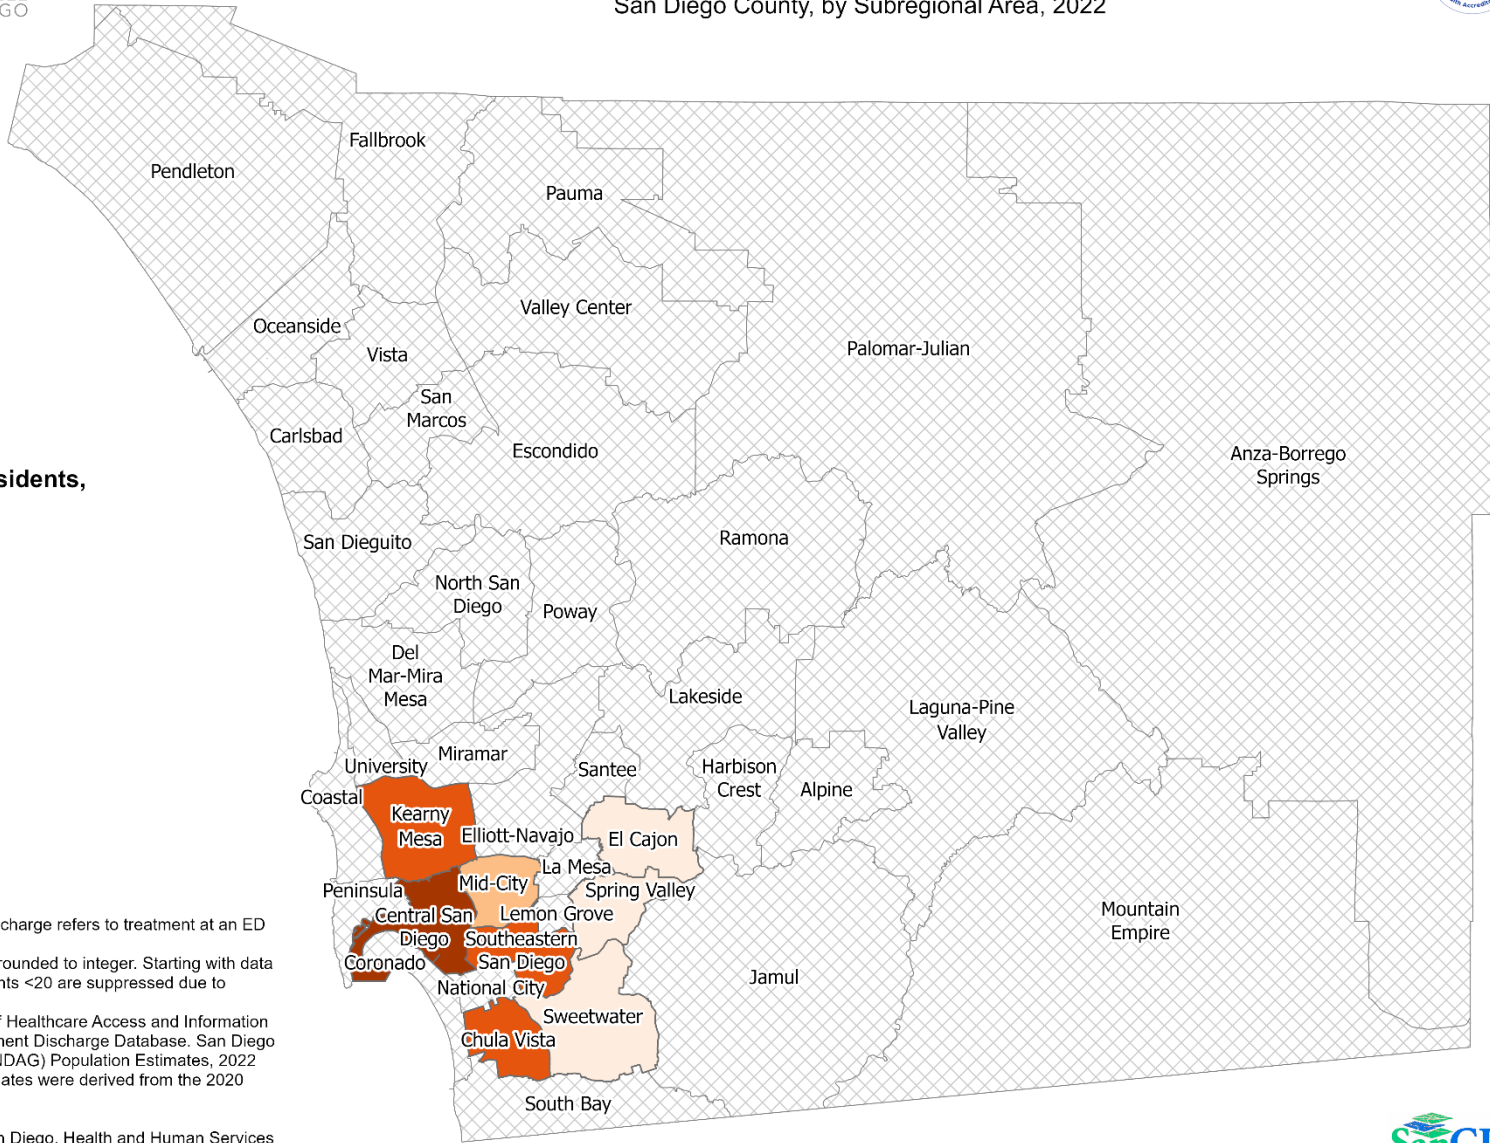 GO
San Diego County, by Subregional Area, 2022
Fallbrook
Pendleton
Pauma
Valley Center
Oceanside
Vista
Palomar-Julian
San
Marcos
Carlsbad
Escondido
Anza-Borrego
Springs
sidents,
San Dieguito
Ramona
North San
Diego
Poway
Del
Mar-Mira
Mesa
Lakeside
Laguna-Pine
Valley
Miramar
University
Santee
Harbison
Crest
Alpine
Coastal
Kearny
Mesa
Elliott-Navajo
El Cajon
La Mesa
Mid-City
Peninsula
Spring Valley
Central San
Diego
Lemon Grove
Mountain
Empire
Southeastern
San Diego
Coronado
National City
Jamul
Sweetwater
Chula Vista
South Bay
charge refers to treatment at an ED
rounded to integer. Starting with data
nts <20 are suppressed due to
f Healthcare Access and Information
nent Discharge Database. San Diego
NDAG) Population Estimates, 2022
ates were derived from the 2020
n Diego, Health and Human Services